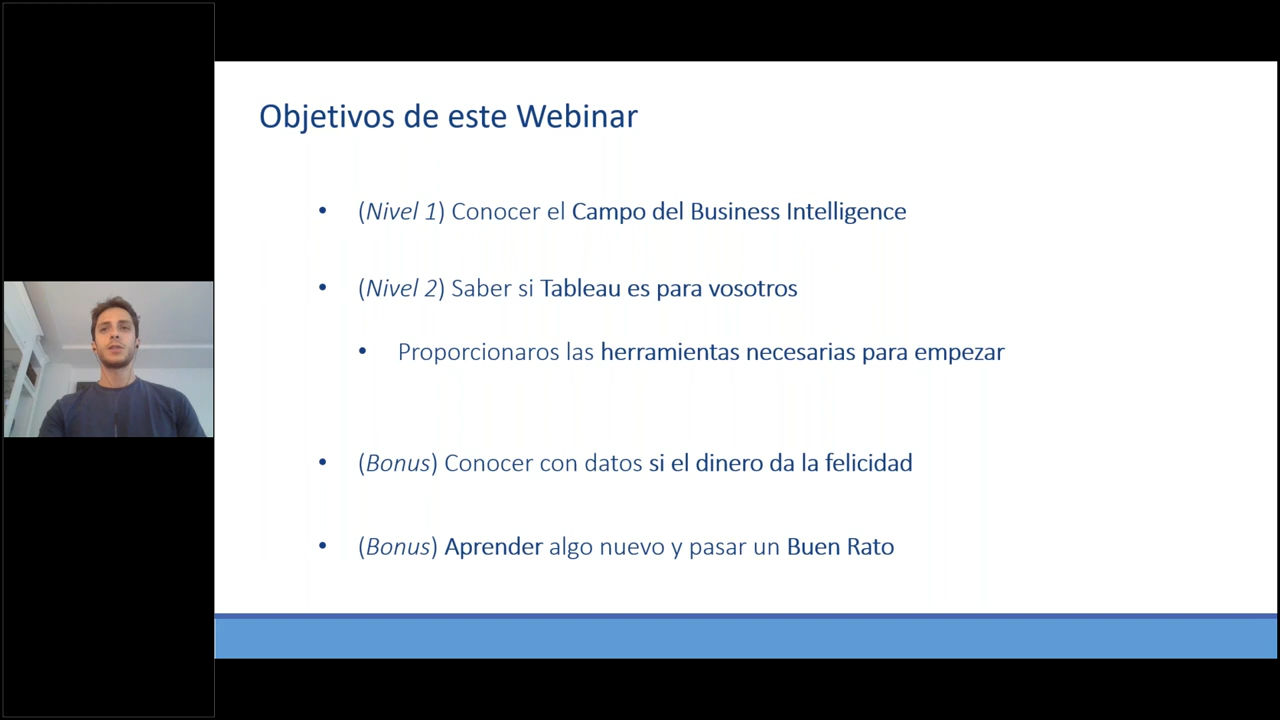 Objetivos de este Webinar
• (Nivel 1) Conocer el Campo del Business Intelligence
• (Nivel 2) Saber si Tableau es para vosotros
• Proporcionaros las herramientas necesarias para empezar
• (Bonus) Conocer con datos si el dinero da la felicidad
• (Bonus) Aprender algo nuevo y pasar un Buen Rato